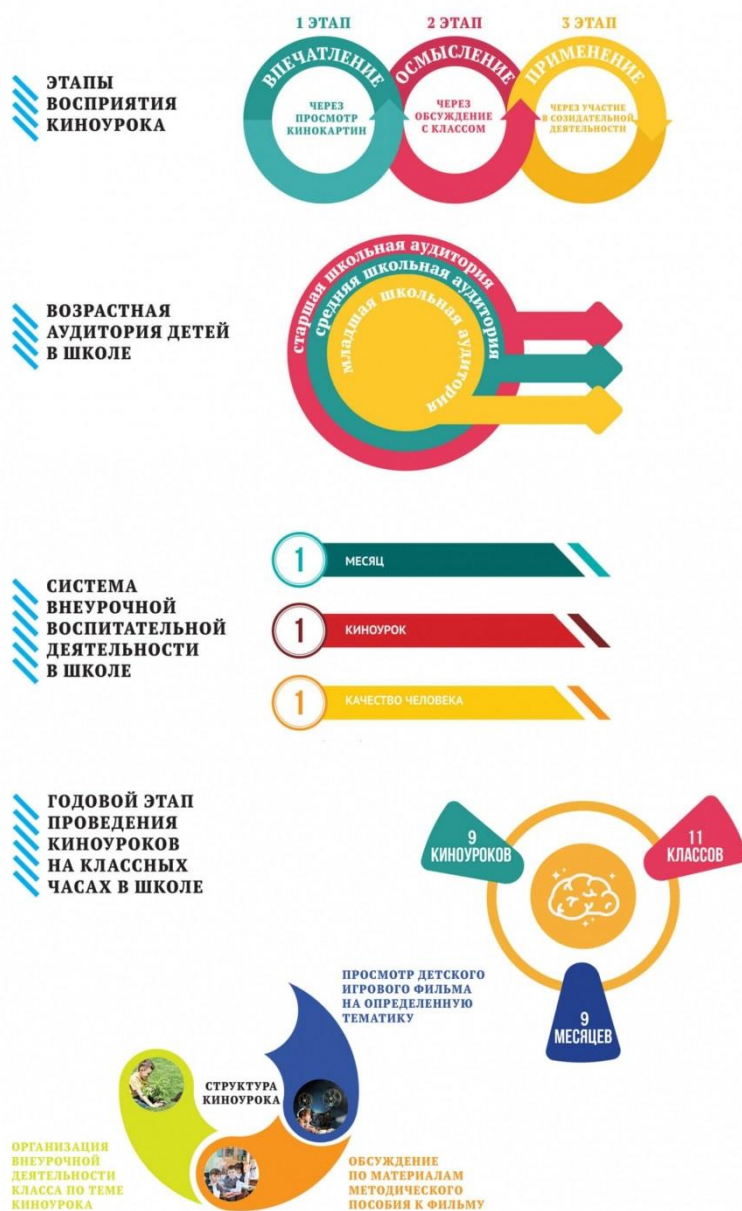 ЭТАПЫ
ВОСПРИЯТИЯ
КИНОУРОКА
1 ЭТАП
ВПЕЧАТЛЕНИЕ
ЧЕРЕЗ
ПРОСМОТР
КИНОКАРТИН
2 ЭТАП
ОСМЫСЛЕНИЕ
ЧЕРЕЗ
ОБСУЖДЕНИЕ
С КЛАССОМ
3 ЭТАП
ПРИМЕНЕНИЕ
ЧЕРЕЗ УЧАСТИЕ
В СОЗИДАТЕЛЬНОЙ
ДЕЯТЕЛЬНОСТИ
ВОЗРАСТНАЯ
АУДИТОРИЯ ДЕТЕЙ
В ШКОЛЕ
старшая школьная аудитория
средняя школьная аудитория
младшая школьная аудитория
СИСТЕМА
ВНЕУРОЧНОЙ
ВОСПИТАТЕЛЬНОЙ
ДЕЯТЕЛЬНОСТИ
В ШКОЛЕ
1 МЕСЯЦ
1 КИНОУРОК
1 КАЧЕСТВО ЧЕЛОВЕКА
ГОДОВОЙ ЭТАП
ПРОВЕДЕНИЯ
КИНОУРОКОВ
НА КЛАССНЫХ
ЧАСАХ В ШКОЛЕ
9
КИНОУРОКОВ
11
КЛАССОВ
9
МЕСЯЦЕВ
ПРОСМОТР ДЕТСКОГО
ИГРОВОГО ФИЛЬМА
НА ОПРЕДЕЛЕННУЮ
ТЕМАТИКУ
СТРУКТУРА
КИНОУРОКА
ОРГАНИЗАЦИЯ
ВНЕУРОЧНОЙ
ДЕЯТЕЛЬНОСТИ
КЛАССА ПО ТЕМЕ
КИНОУРОКА
ОБСУЖДЕНИЕ
ПО МАТЕРИАЛАМ
МЕТОДИЧЕСКОГО
ПОСОБИЯ К ФИЛЬМУ